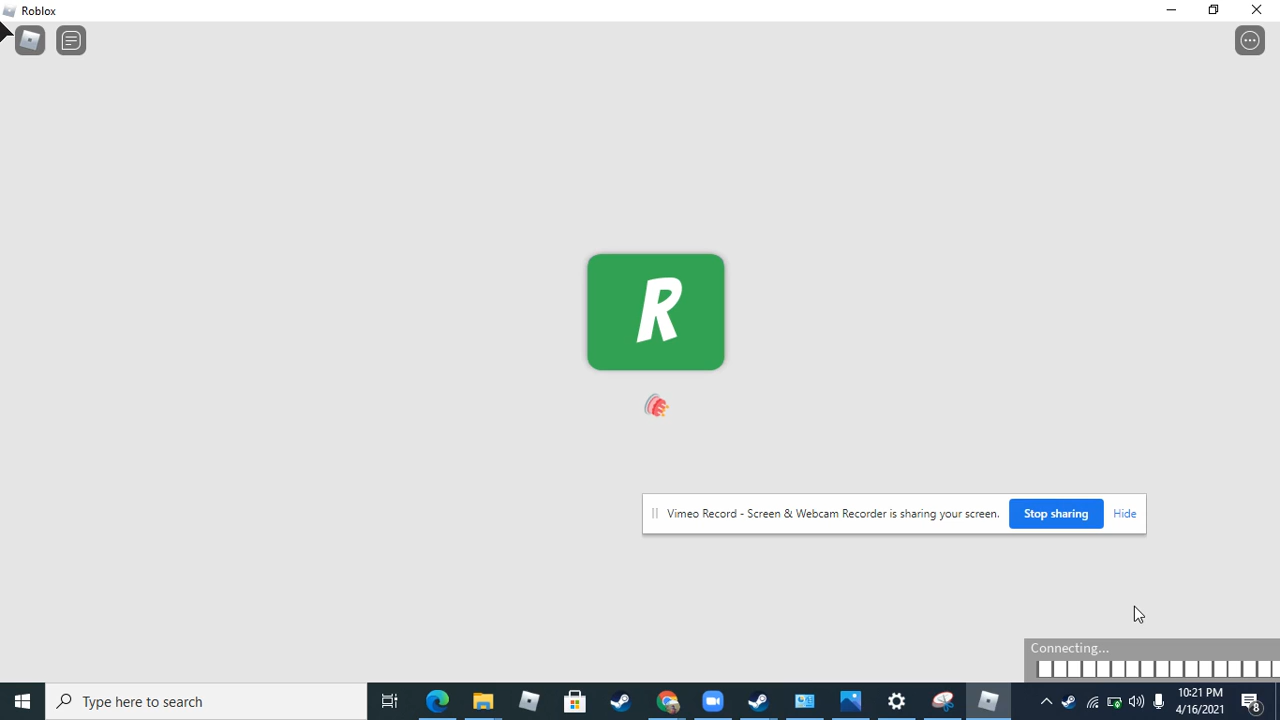 Roblox
R
Vimeo Record - Screen & Webcam Recorder is sharing your screen.
Stop sharing
Hide
Connecting...
Type here to search
10:21 PM
4/16/2021
8